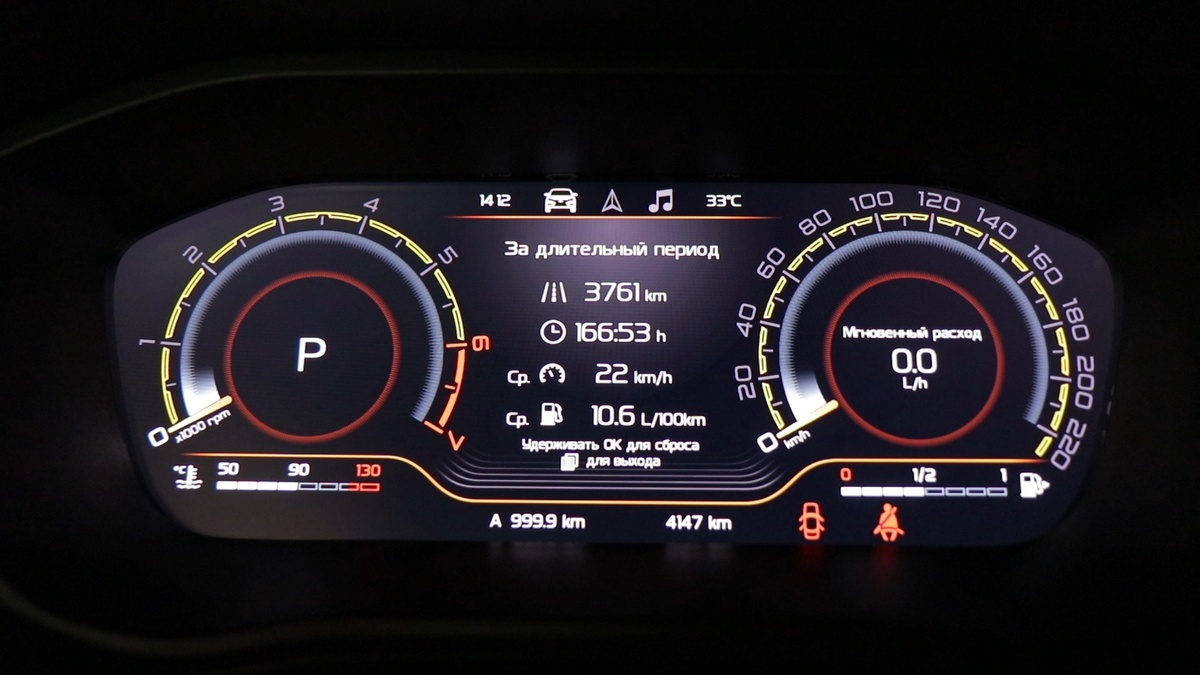 14:12 33°C
За длительный период
3761 km
166:53 h
Ср. 22 km/h
Ср. 10.6 L/100km
Удерживать ОК для сброса
для выхода
0 1 2 3 4 5 6 7
x1000 rpm
P
0 20 40 60 80 100 120 140 160 180 200 220
km/h
Мгновенный расход
0.0
L/h
°C 50 90 130
0 1/2 1
A 999.9 km 4147 km